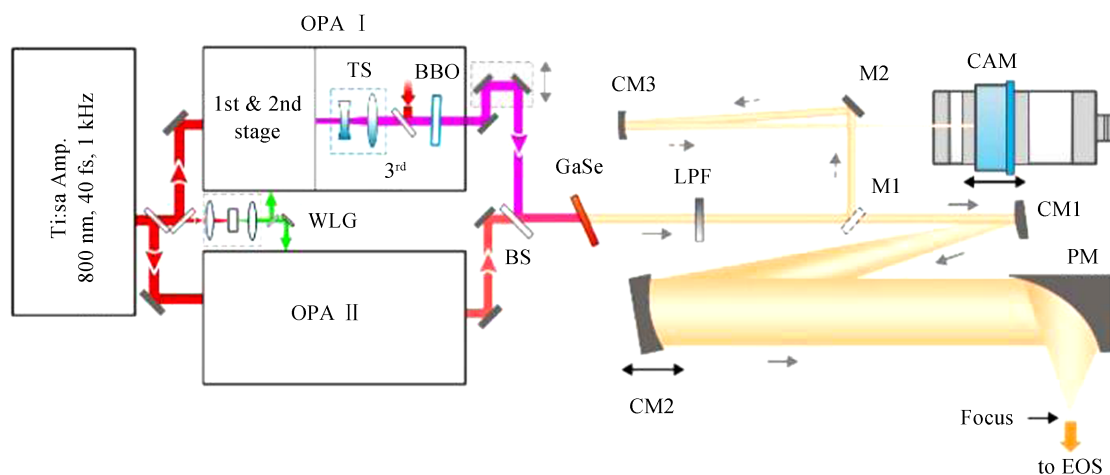 OPA Ⅰ
Ti:sa Amp.
800 nm, 40 fs, 1 kHz
1st & 2nd
stage
TS
BBO
3rd
WLG
OPA Ⅱ
BS
GaSe
LPF
CM3
M2
CAM
M1
CM1
PM
CM2
Focus
to EOS